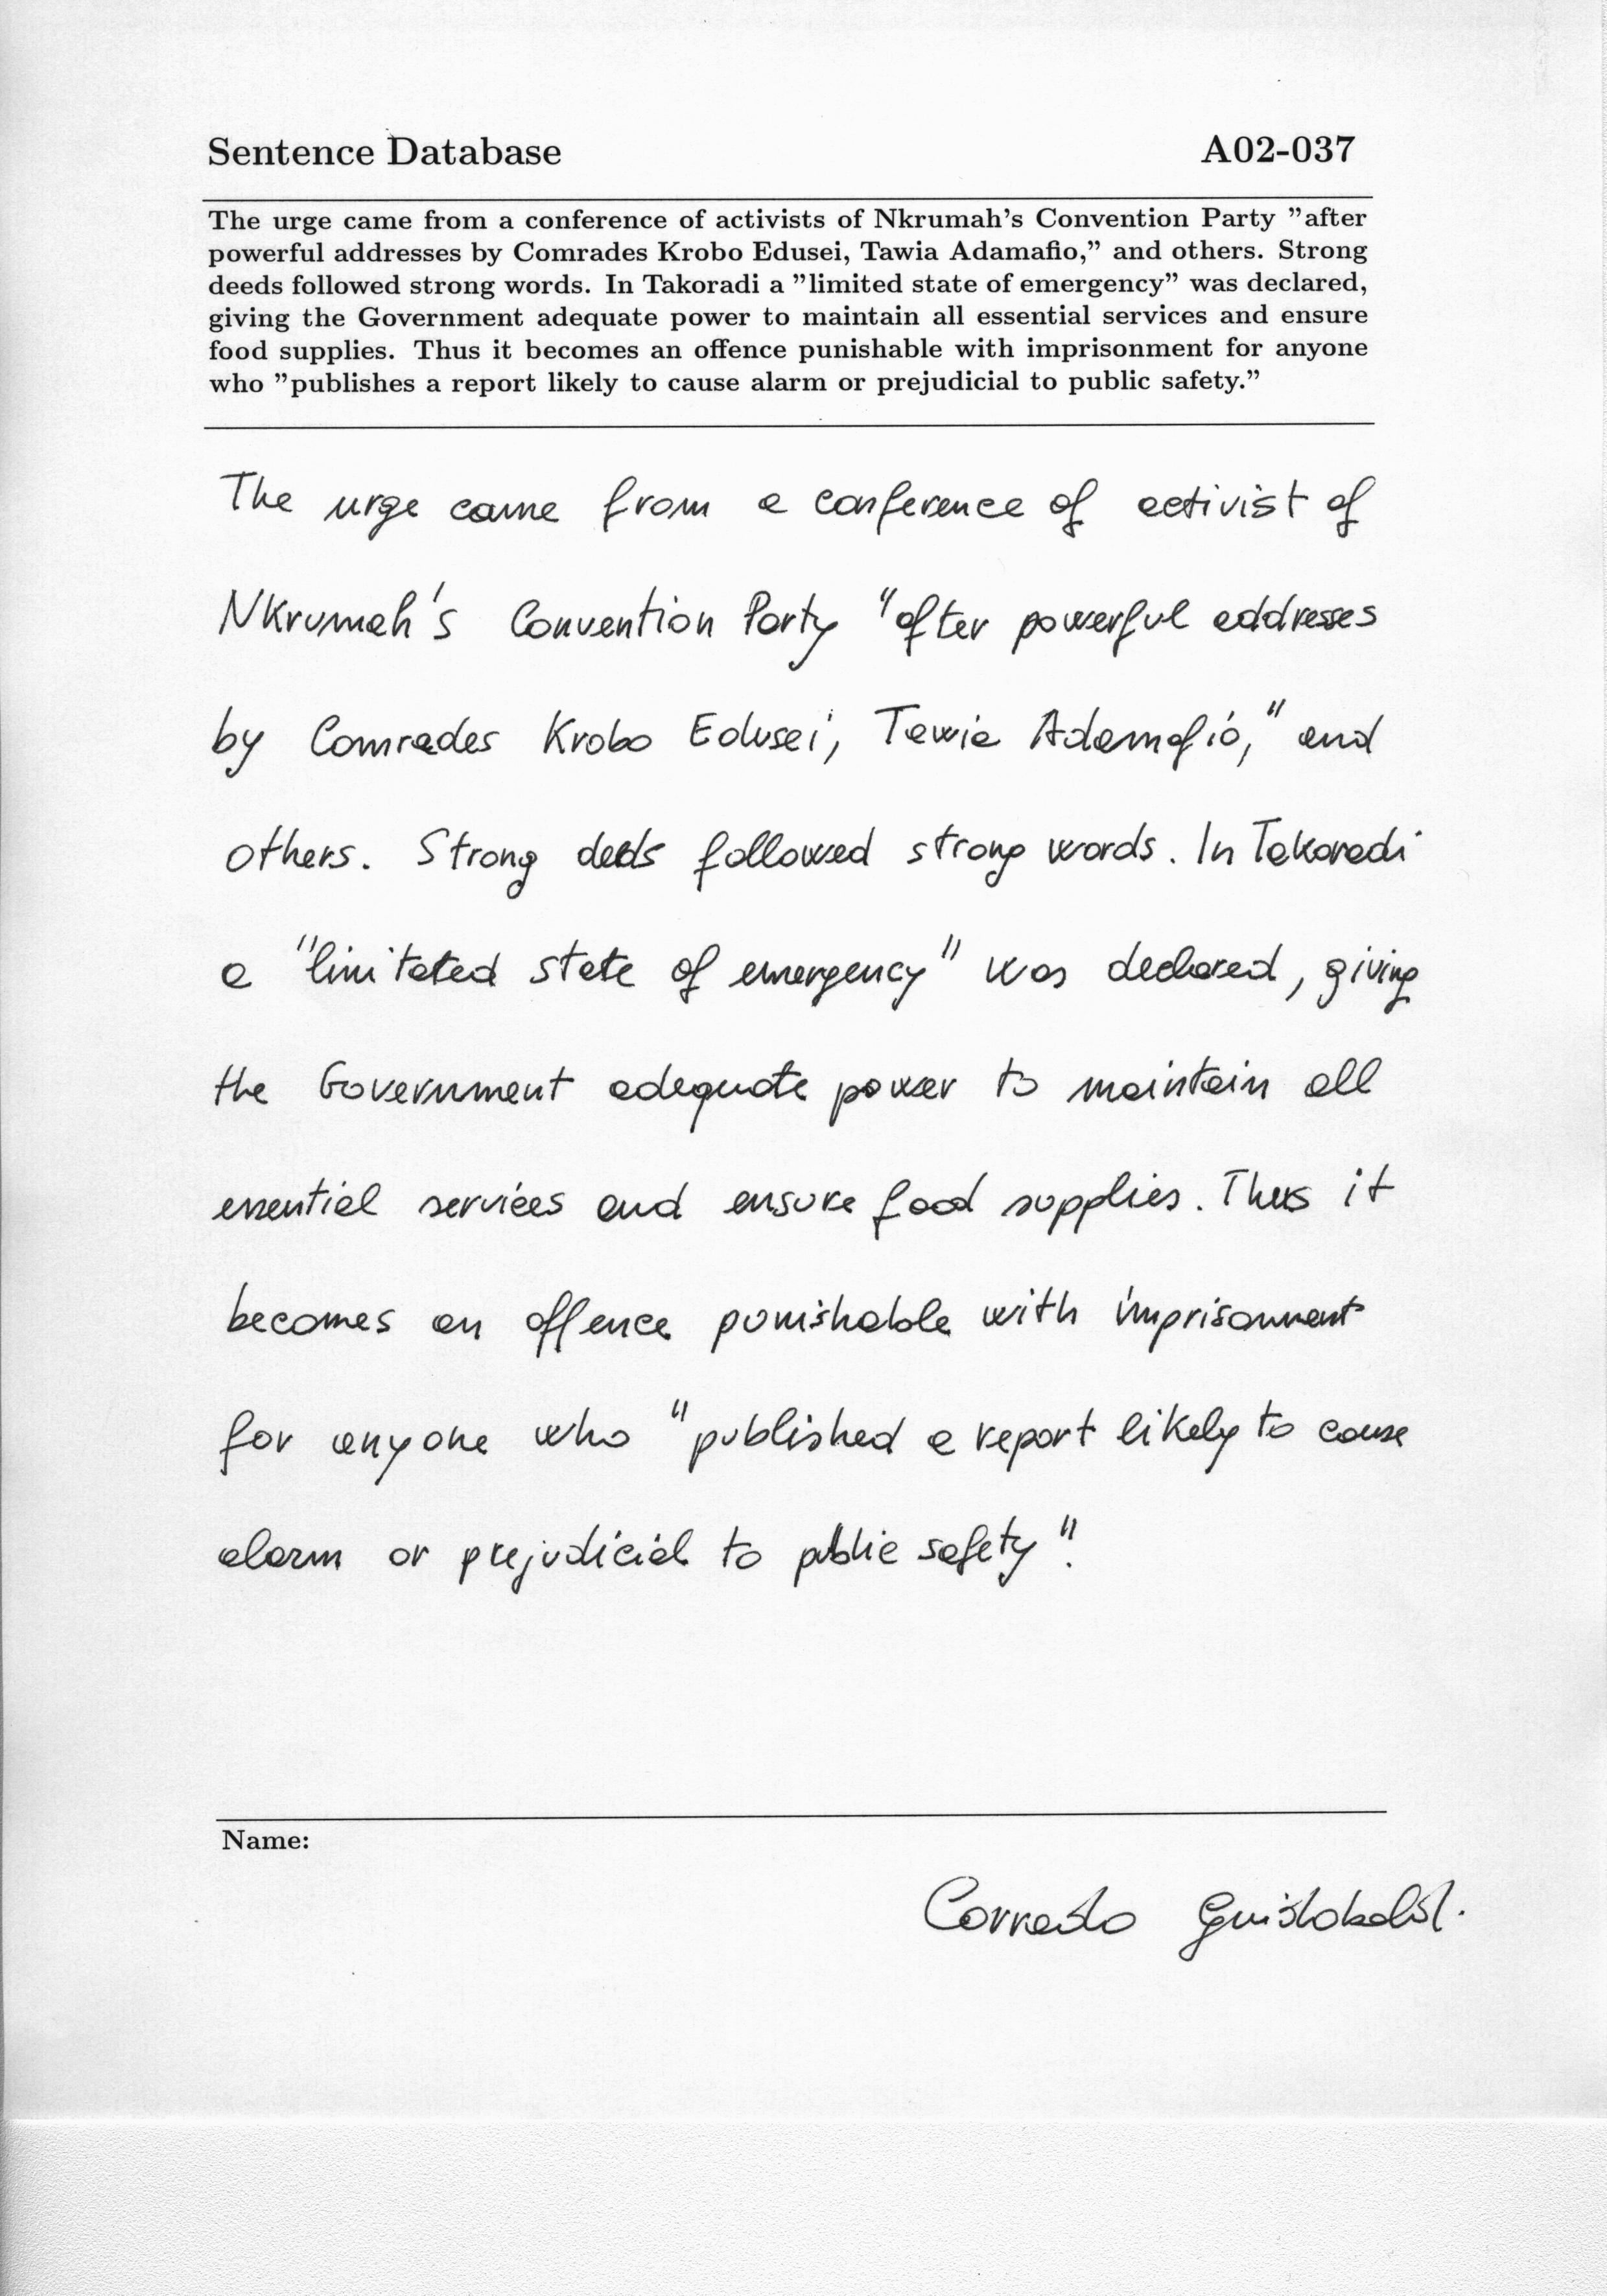 Sentence Database A02-037
The urge came from a conference of activists of Nkrumah's Convention Party ”after
powerful addresses by Comrades Krobo Edusei, Tawia Adamafio,” and others. Strong
deeds followed strong words. In Takoradi a ”limited state of emergency” was declared,
giving the Government adequate power to maintain all essential services and ensure
food supplies. Thus it becomes an offence punishable with imprisonment for anyone
who ”publishes a report likely to cause alarm or prejudicial to public safety.”
The urge came from a conference of activist of
Nkrumah's Convention Party "after powerful addresses
by Comrades Krobo Edusei, Tawia Adamafio," and
others. Strong deeds followed strong words. In Takoradi
a "limitated state of emergency" was declared, giving
the Government adequate power to maintain all
essential services and ensure food supplies. Thus it
becomes an offence punishable with imprisonment
for anyone who "published a report likely to cause
alarm or prejudicial to public safety".
Name:
Corrado